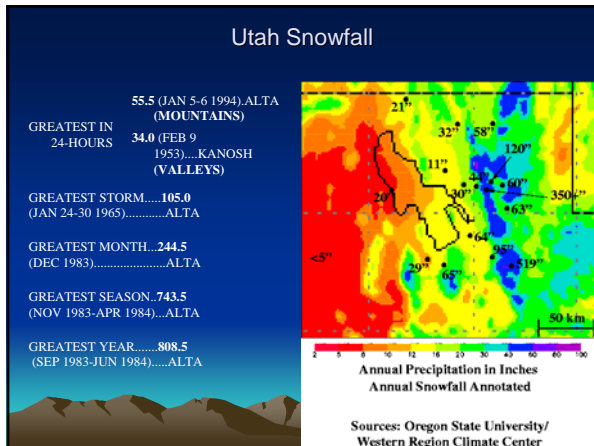 Utah Snowfall
55.5 (JAN 5-6 1994).ALTA
(MOUNTAINS)
GREATEST IN
24-HOURS
34.0 (FEB 9
1953)....KANOSH
(VALLEYS)
GREATEST STORM.....105.0
(JAN 24-30 1965)............ALTA
GREATEST MONTH...244.5
(DEC 1983)......................ALTA
GREATEST SEASON..743.5
(NOV 1983-APR 1984)...ALTA
GREATEST YEAR.......808.5
(SEP 1983-JUN 1984)....ALTA
21”
32” 58”
120”
11”
44”
60”
30”
20”
350+”
63”
64”
95”
<5”
29”
65”
519”
50 km
2 5 8 10 12 16 20 25 30 40 60 80 100
Annual Precipitation in Inches
Annual Snowfall Annotated
Sources: Oregon State University/
Western Region Climate Center